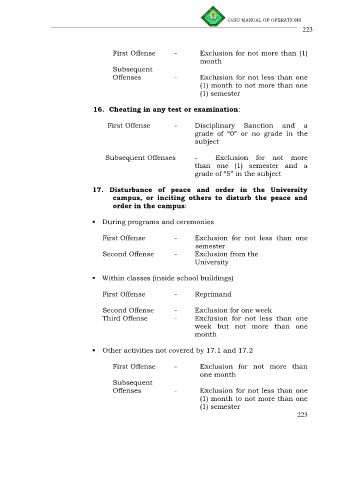 CvSU MANUAL OF OPERATIONS
223
First Offense - Exclusion for not more than (1)
month
Subsequent
Offenses - Exclusion for not less than one
(1) month to not more than one
(1) semester
16. Cheating in any test or examination:
First Offense - Disciplinary Sanction and a
grade of "0" or no grade in the
subject
Subsequent Offenses - Exclusion for not more
than one (1) semester and a
grade of "5" in the subject
17. Disturbance of peace and order in the University
campus, or inciting others to disturb the peace and
order in the campus:
▪ During programs and ceremonies
First Offense - Exclusion for not less than one
semester
Second Offense - Exclusion from the
University
▪ Within classes (inside school buildings)
First Offense - Reprimand
Second Offense - Exclusion for one week
Third Offense - Exclusion for not less than one
week but not more than one
month
▪ Other activities not covered by 17.1 and 17.2
First Offense - Exclusion for not more than
one month
Subsequent
Offenses - Exclusion for not less than one
(1) month to not more than one
(1) semester
223